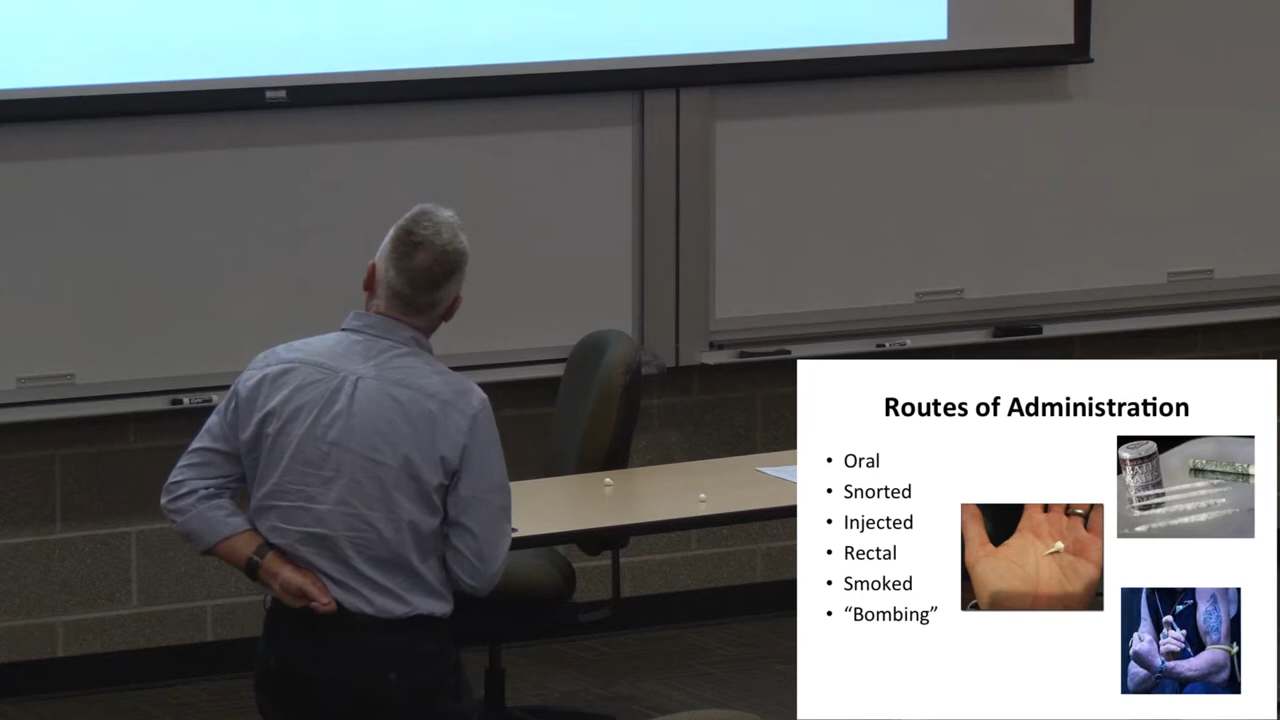 Routes of Administration
• Oral
• Snorted
• Injected
• Rectal
• Smoked
• “Bombing”